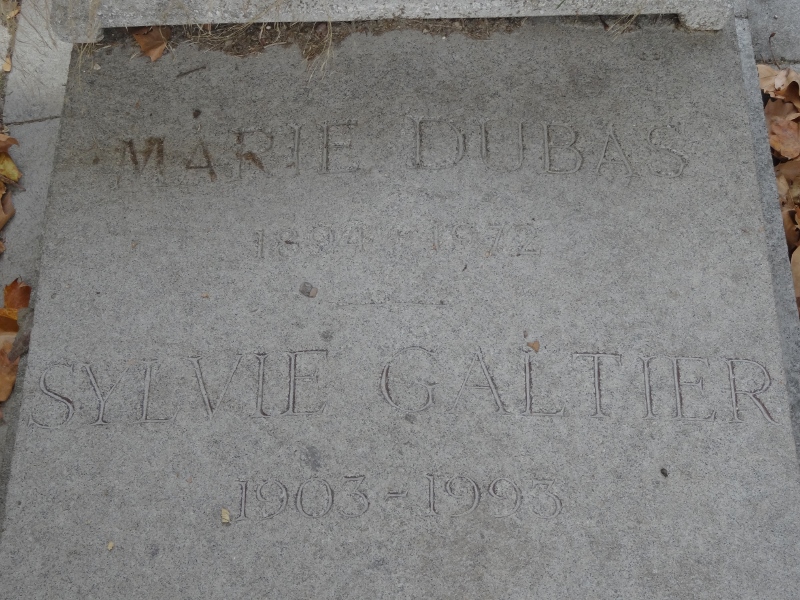 MARIE DUBAS
1894 - 1972
SYLVIE GALTIER
1903 - 1993